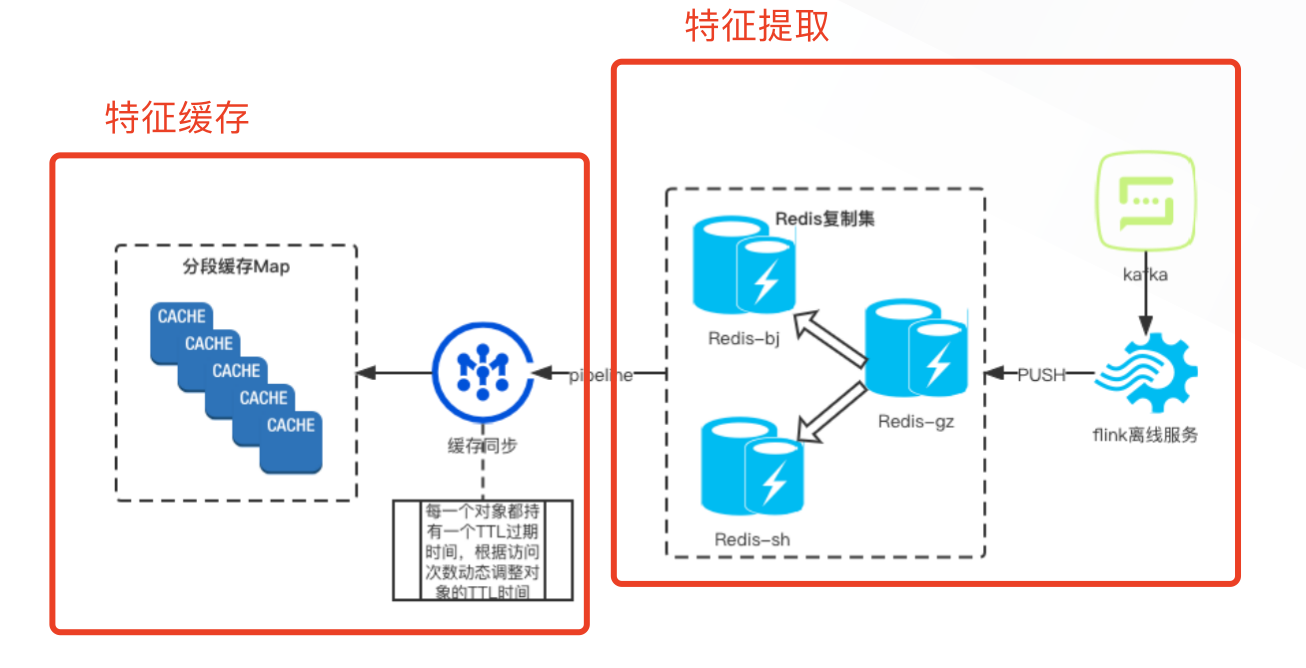 特征提取
特征缓存
Redis复制集
分段缓存Map
CACHE
CACHE
CACHE
CACHE
CACHE
kafka
Redis-bj
pipeline
PUSH
Redis-gz
缓存同步
flink离线服务
每一个对象都持
有一个TTL过期
时间，根据访问
次数动态调整对
象的TTL时间
Redis-sh